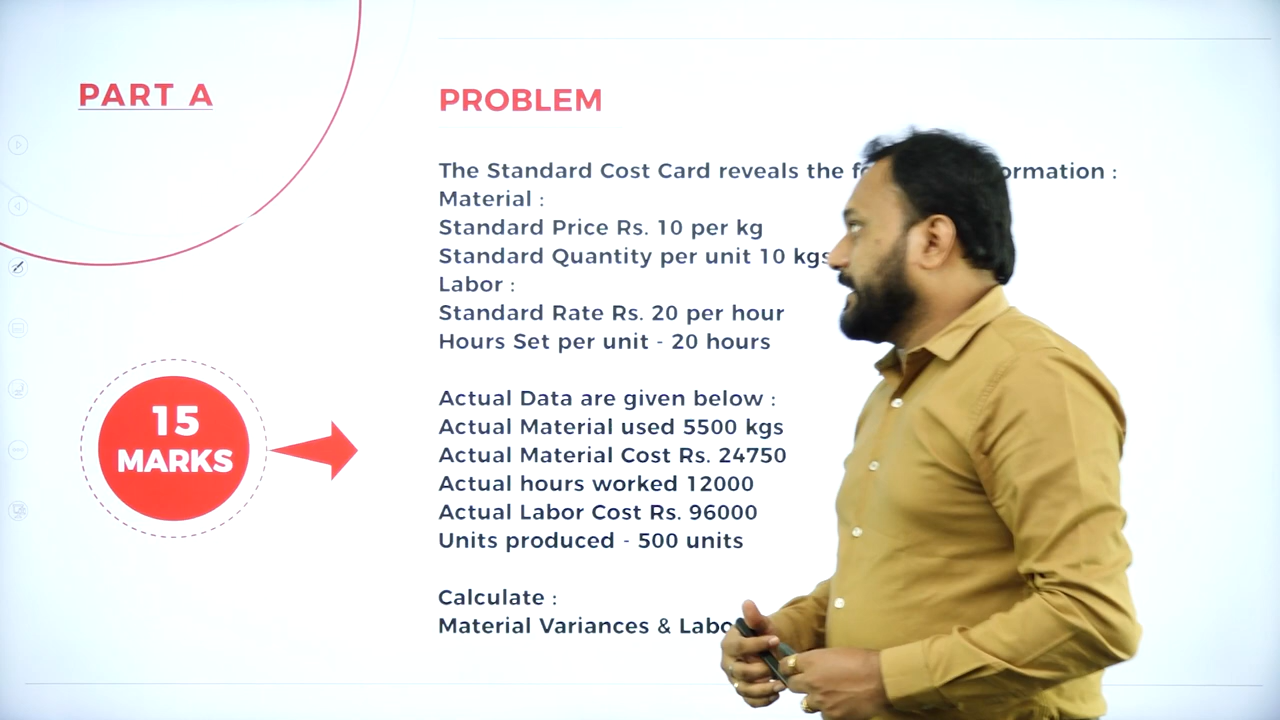 PART A
15
MARKS
PROBLEM
The Standard Cost Card reveals the
Material :
Standard Price Rs. 10 per kg
Standard Quantity per unit 10 kgs
Labor :
Standard Rate Rs. 20 per hour
Hours Set per unit - 20 hours
Actual Data are given below :
Actual Material used 5500 kgs
Actual Material Cost Rs. 24750
Actual hours worked 12000
Actual Labor Cost Rs. 96000
Units produced - 500 units
Calculate :
Material Variances &